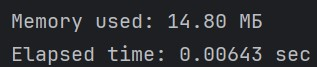 Memory used: 14.80 МБ
Elapsed time: 0.00643 sec